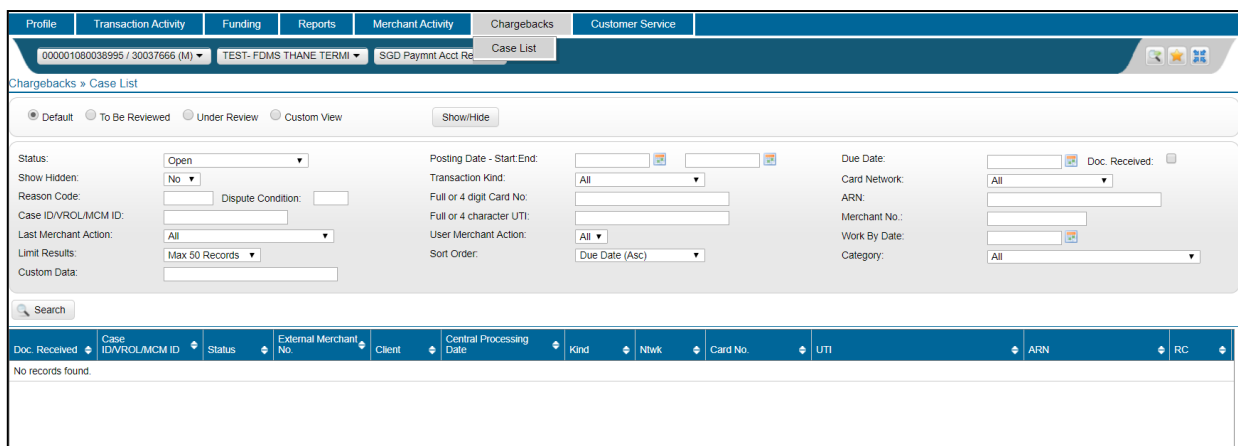 Profile Transaction Activity Funding Reports Merchant Activity Chargebacks Customer Service
000001080038995 / 30037666 (M) TEST- FDMS THANE TERMI SGD Paymnt Acct Re Case List
Chargebacks » Case List
Default To Be Reviewed Under Review Custom View Show/Hide
Status: Open Posting Date - Start:End: Due Date: Doc. Received:
Show Hidden: No Transaction Kind: All Card Network: All
Reason Code: Dispute Condition: Full or 4 digit Card No: ARN:
Case ID/VROL/MCM ID: Full or 4 character UTI: Merchant No.:
Last Merchant Action: All User Merchant Action: All Work By Date:
Limit Results: Max 50 Records Sort Order: Due Date (Asc) Category: All
Custom Data:
Search
Doc. Received Case ID/VROL/MCM ID Status External Merchant No. Client Central Processing Date Kind Ntwk Card No. UTI ARN RC
No records found.